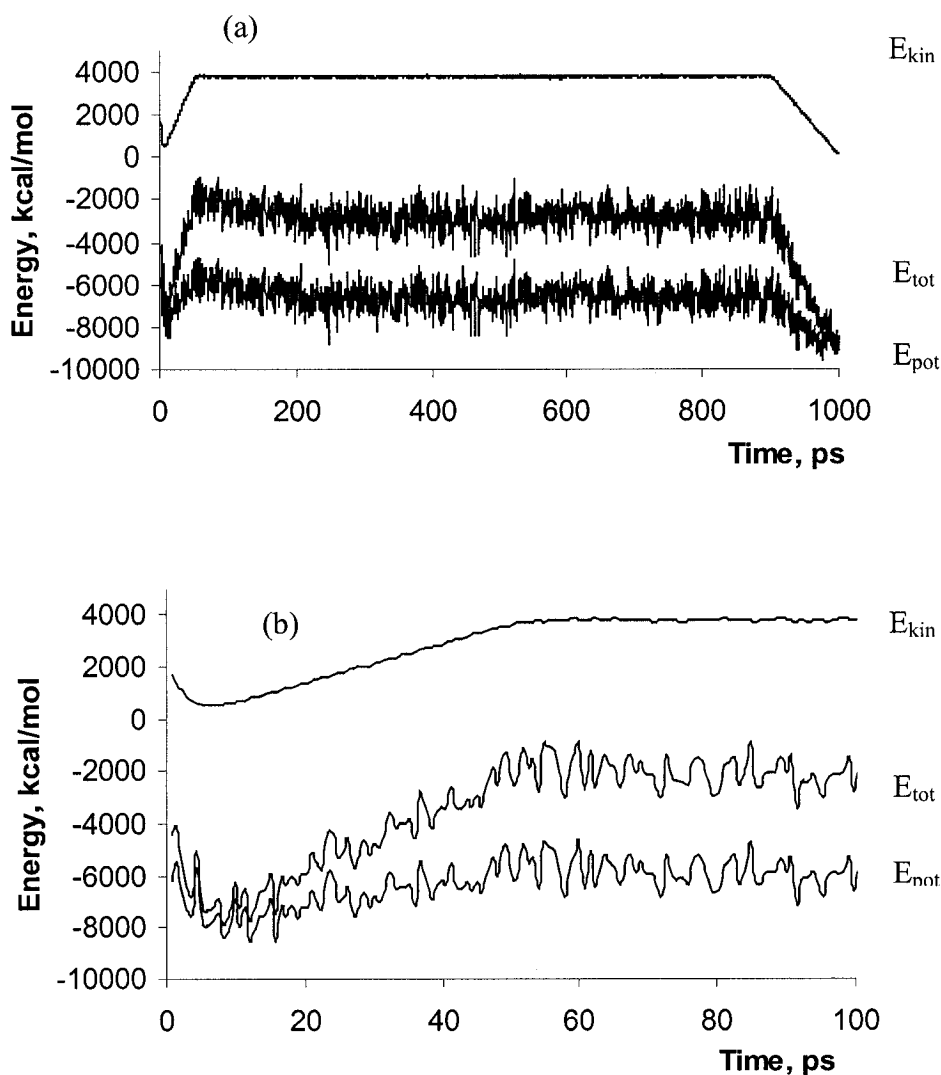 (a)
E_kin
Energy, kcal/mol
4000
2000
0
-2000
-4000
-6000
-8000
-10000
E_tot
E_pot
0 200 400 600 800 1000
Time, ps
(b)
E_kin
Energy, kcal/mol
4000
2000
0
-2000
-4000
-6000
-8000
-10000
E_tot
E_pot
0 20 40 60 80 100
Time, ps